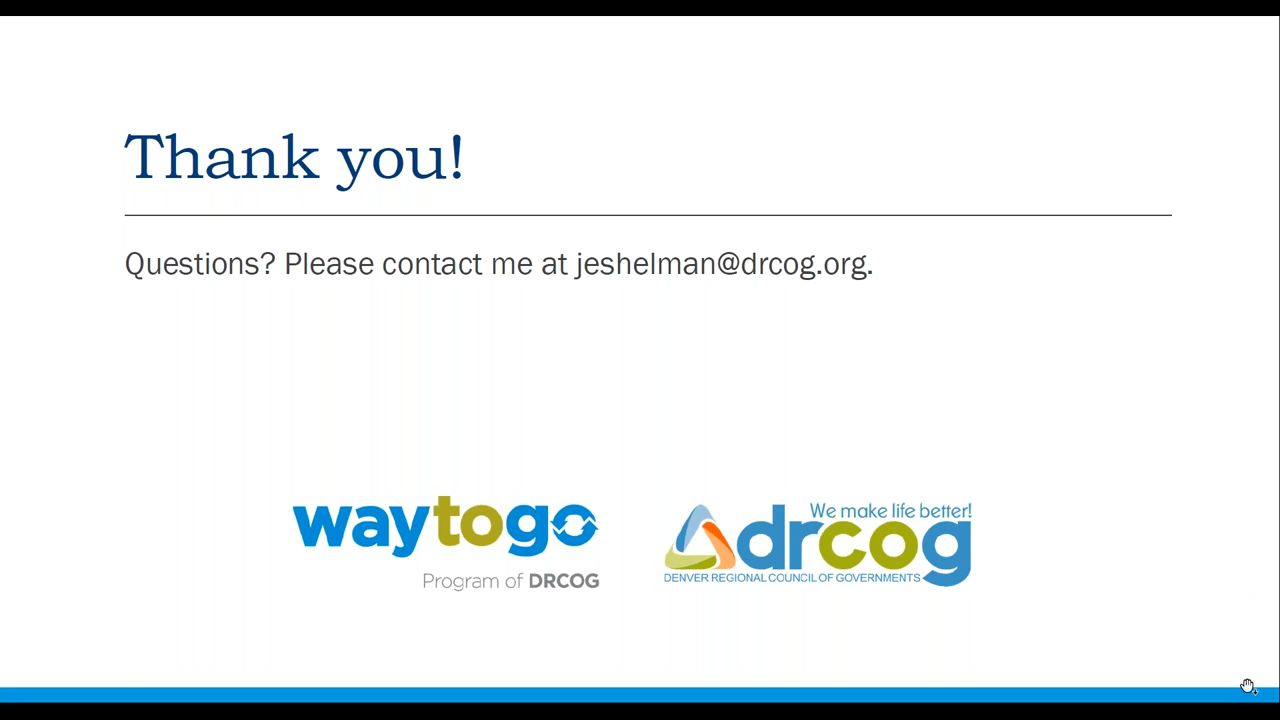 Thank you!
Questions? Please contact me at jeshelman@drcog.org.
waytogo
Program of DRCOG
We make life better!
drcog
DENVER REGIONAL COUNCIL OF GOVERNMENTS